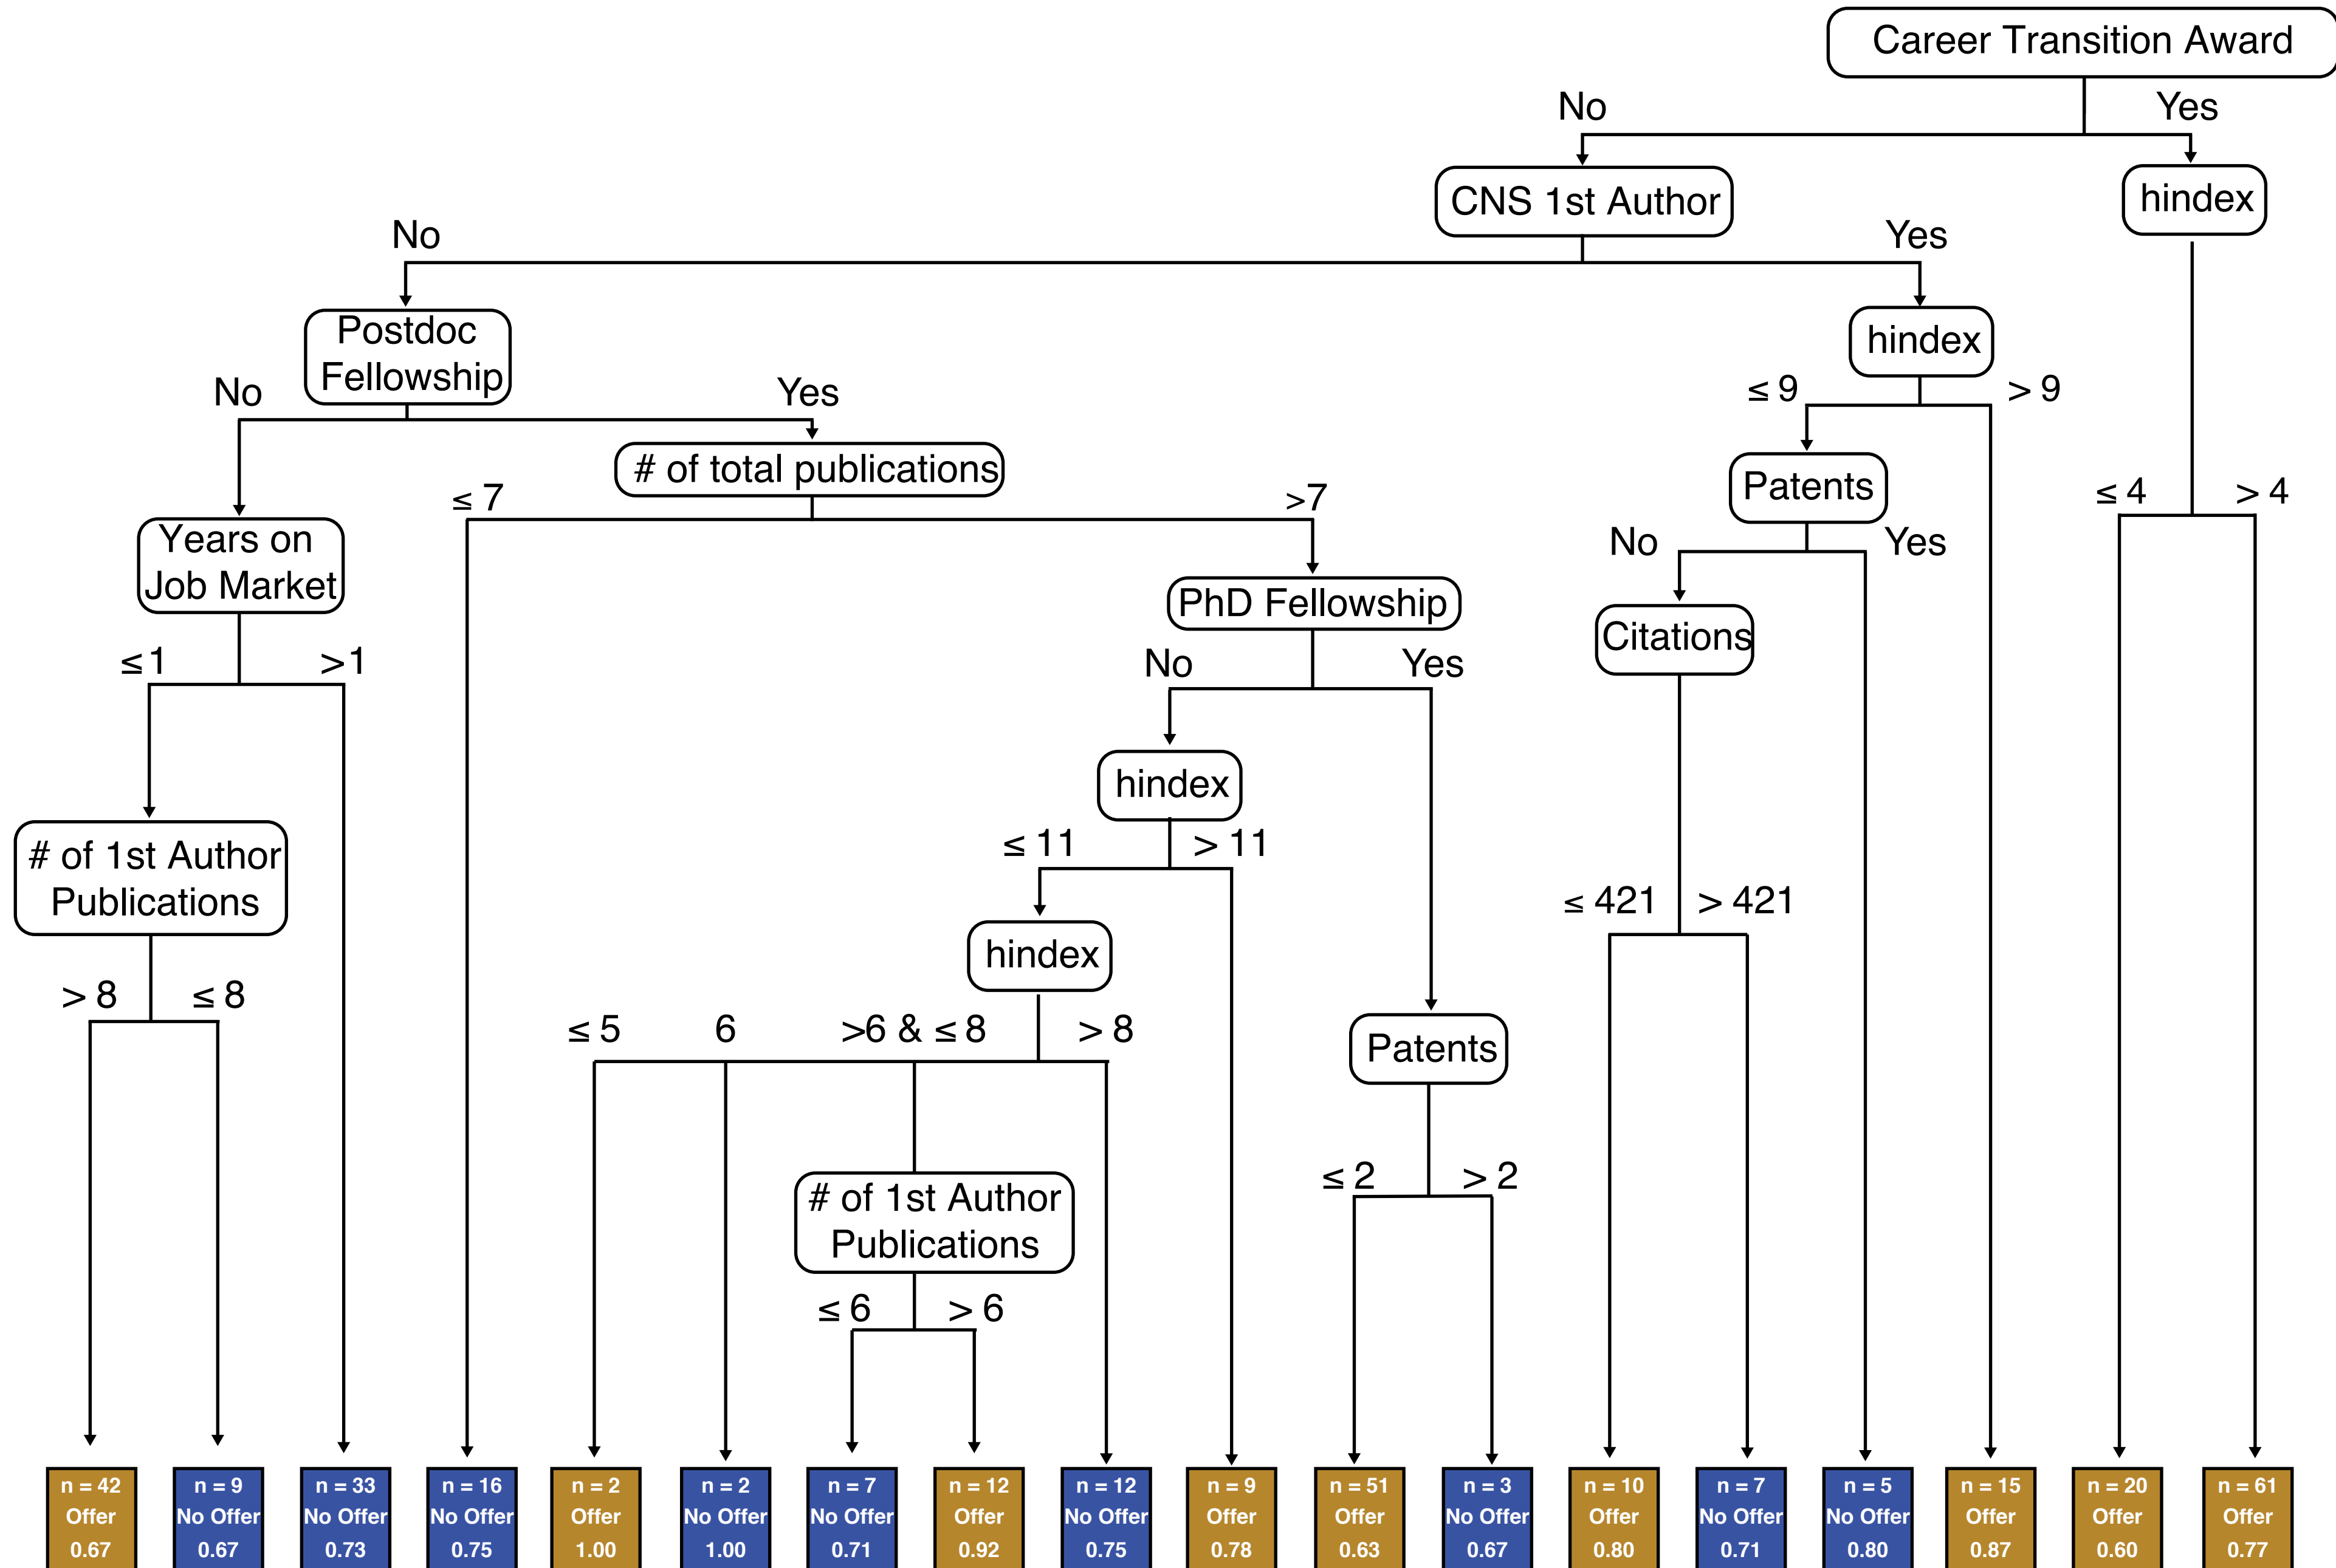 Career Transition Award
No
Yes
CNS 1st Author
hindex
No
Yes
Postdoc
Fellowship
hindex
No
Yes
≤ 9
> 9
# of total publications
Patents
≤ 7
>7
≤ 4
> 4
Years on
Job Market
No
Yes
PhD Fellowship
Citations
≤1
>1
No
Yes
hindex
# of 1st Author
Publications
≤ 11
> 11
≤ 421
> 421
hindex
> 8
≤ 8
≤ 5
6
>6 & ≤ 8
> 8
Patents
# of 1st Author
Publications
≤ 2
> 2
≤ 6
> 6
n = 42
Offer
0.67
n = 9
No Offer
0.67
n = 33
No Offer
0.73
n = 16
No Offer
0.75
n = 2
Offer
1.00
n = 2
No Offer
1.00
n = 7
No Offer
0.71
n = 12
Offer
0.92
n = 12
No Offer
0.75
n = 9
Offer
0.78
n = 51
Offer
0.63
n = 3
No Offer
0.67
n = 10
Offer
0.80
n = 7
No Offer
0.71
n = 5
No Offer
0.80
n = 15
Offer
0.87
n = 20
Offer
0.60
n = 61
Offer
0.77